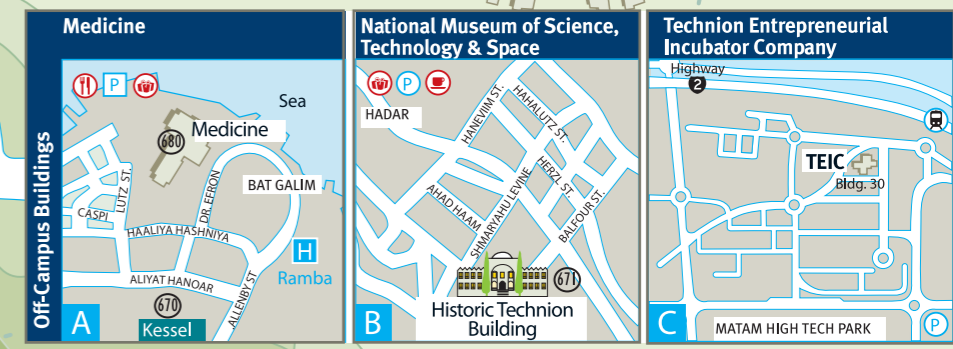 Off-Campus Buildings
Medicine
P
Sea
Medicine
680
BAT GALIM
LUTZ ST.
DR. EERON
CASPI
HAALIYA HASHNIYA
H
Ramba
ALIYAT HANOAR
ALLENBY ST
670
Kessel
A
National Museum of Science,
Technology & Space
P
HADAR
HANEVIM ST.
HAHALUTZ ST.
HERZL ST.
AHAD HAAM
SHMARYAHU LEVINE
BALFOUR ST.
671
Historic Technion
Building
B
Technion Entrepreneurial
Incubator Company
Highway
2
TEIC
Bldg. 30
MATAM HIGH TECH PARK
P
C